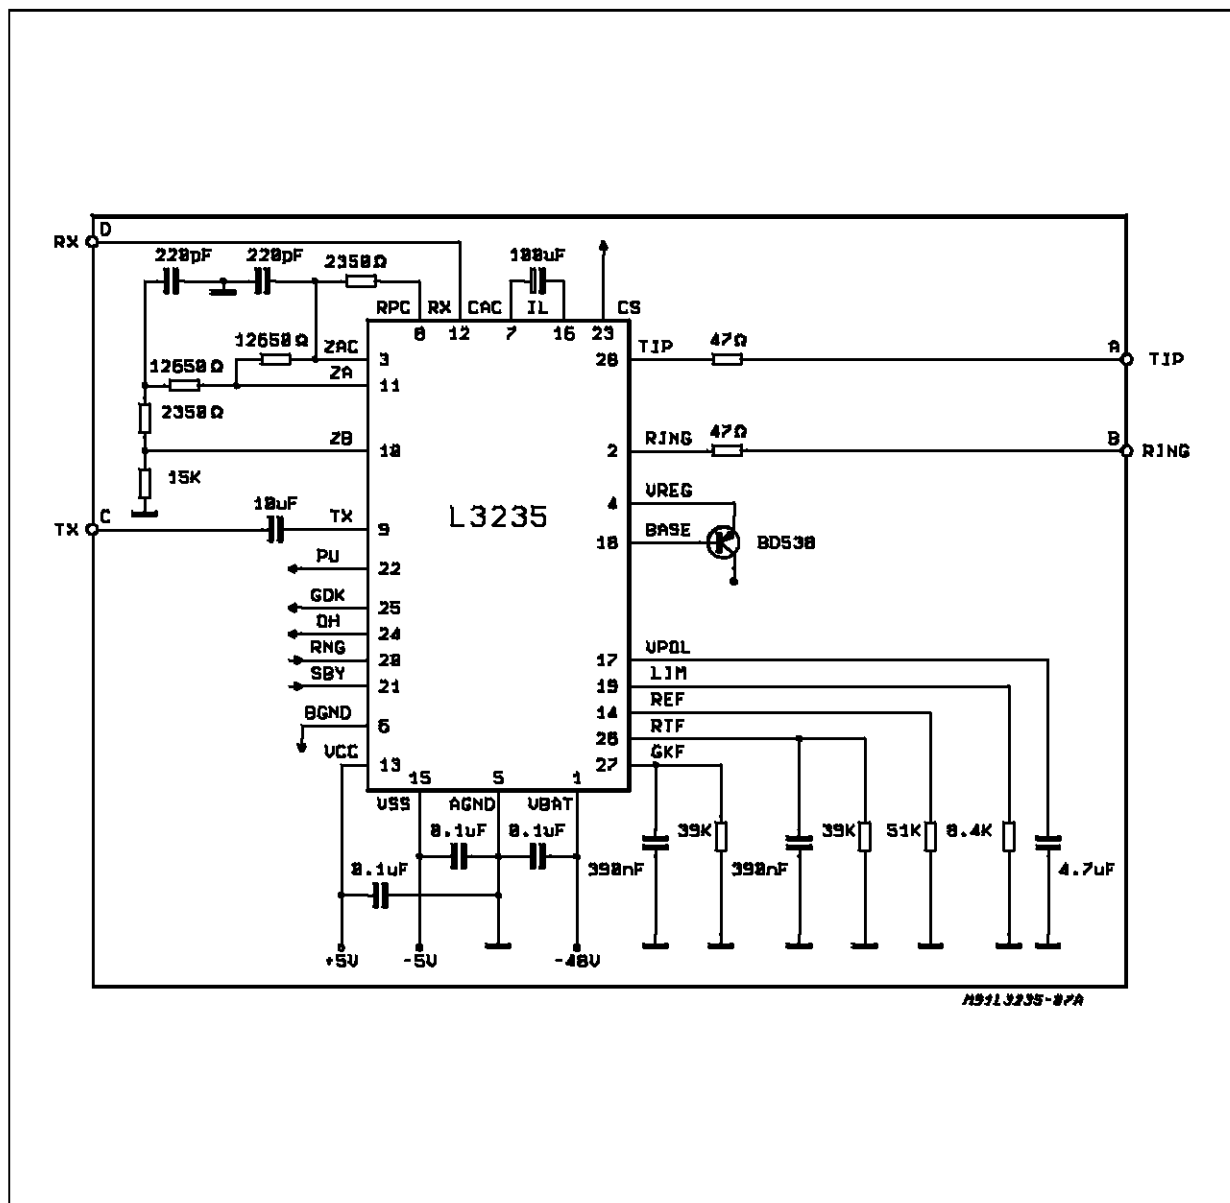 D
RX
220pF 220pF 2350Ω 100uF
RPC RX CAC IL CS
8 12 7 16 23
12650Ω ZAC 3 28 TIP 47Ω A TIP
12650Ω ZA 11
2350Ω
ZB 10 2 RING 47Ω B RING
15K
10uF TX 9 L3235 4 VREG
TX C
18 BASE BD538
PU 22
GDK 25
OH 24
RNG 20 17 VPOL
SBY 21 19 LIM
14 REF
BGND 6 26 RTF
VCC 13 27 GKF
15 5 1
VSS AGND VBAT
0.1uF 0.1uF 39K 39K 51K 8.4K
0.1uF 390nF 390nF 4.7uF
+5V -5V -48V
M91L3235-07A